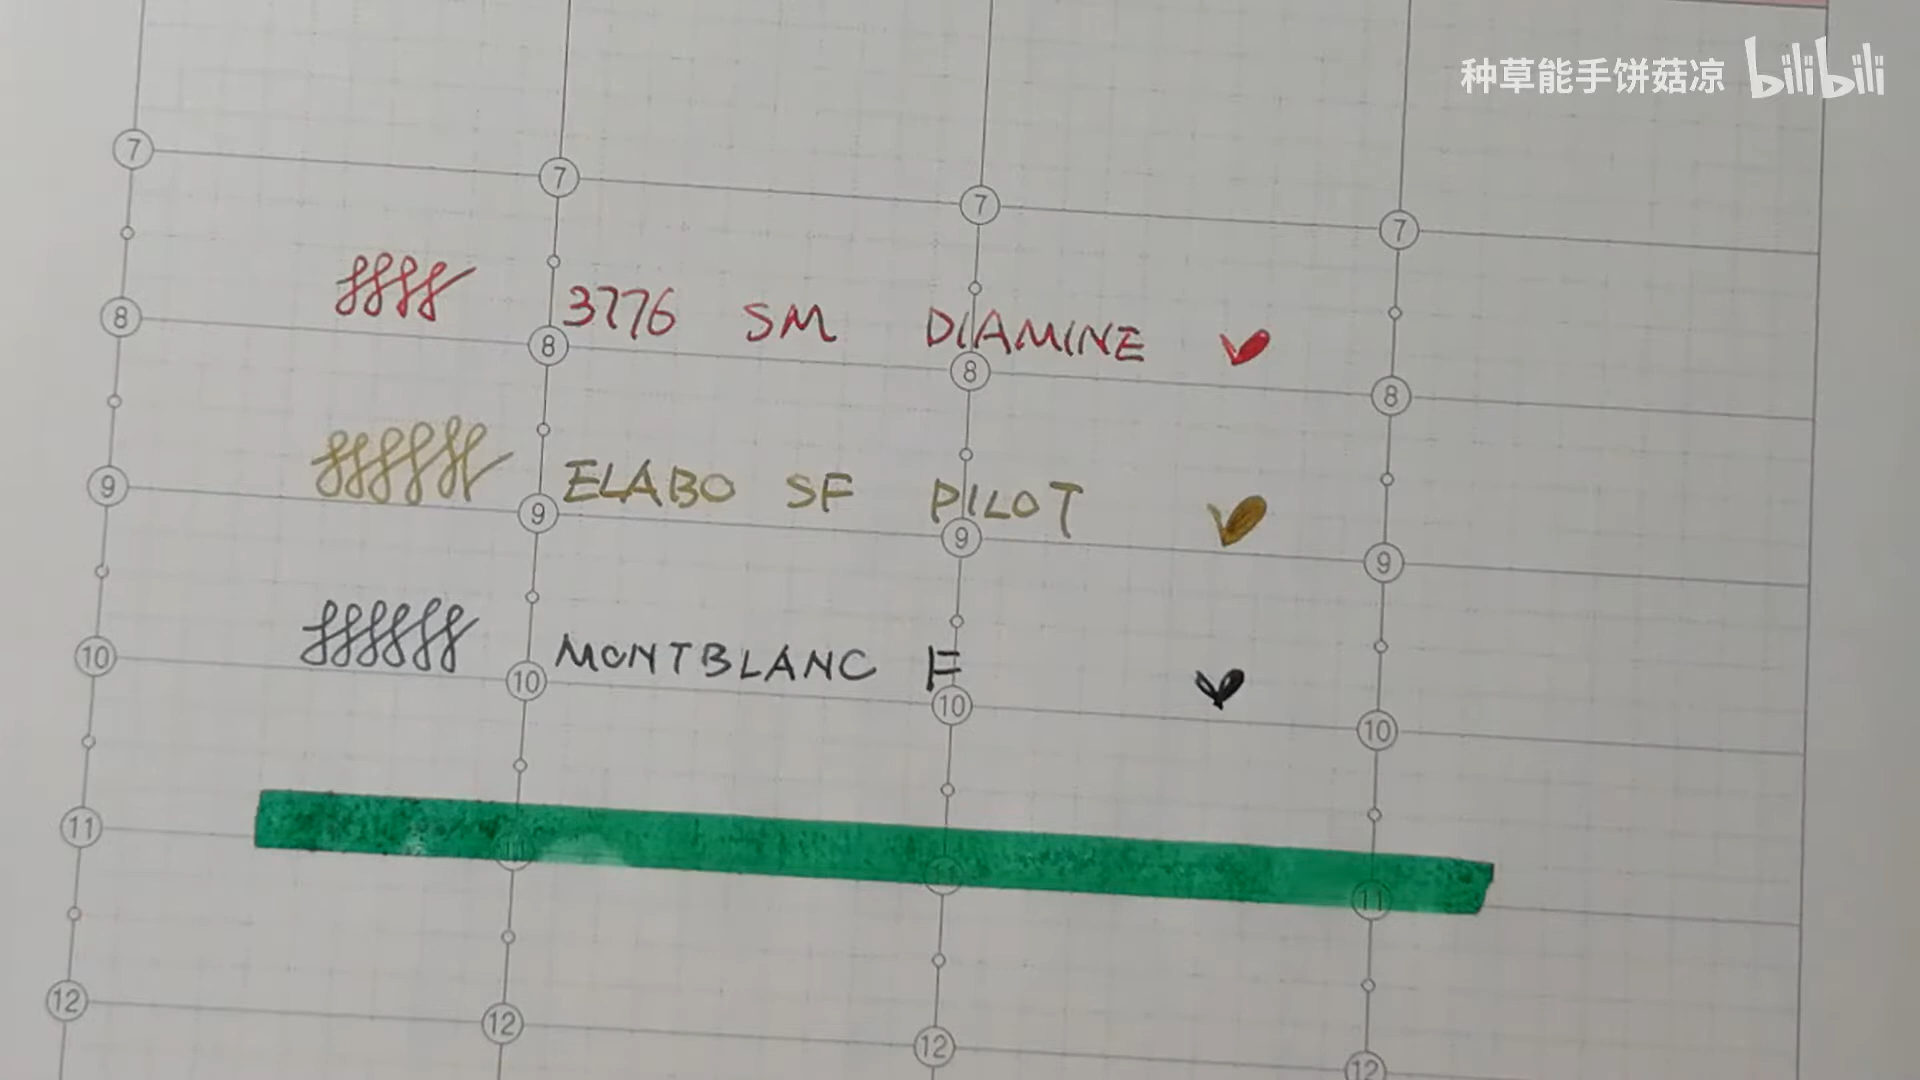 种草能手饼菇凉 bilibili
7 7 7 7
3776 SM DIAMINE
8 8 8 8
ELABO SF PILOT
9 9 9 9
MONTBLANC F
10 10 10 10
11 11 11 11
12 12 12 12